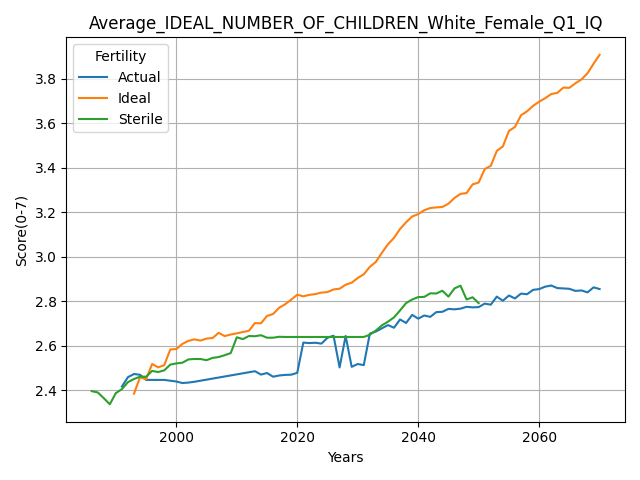 Average_IDEAL_NUMBER_OF_CHILDREN_White_Female_Q1_IQ
Fertility
Actual
Ideal
Sterile
Score(0-7)
3.8
3.6
3.4
3.2
3.0
2.8
2.6
2.4
2000
2020
2040
2060
Years